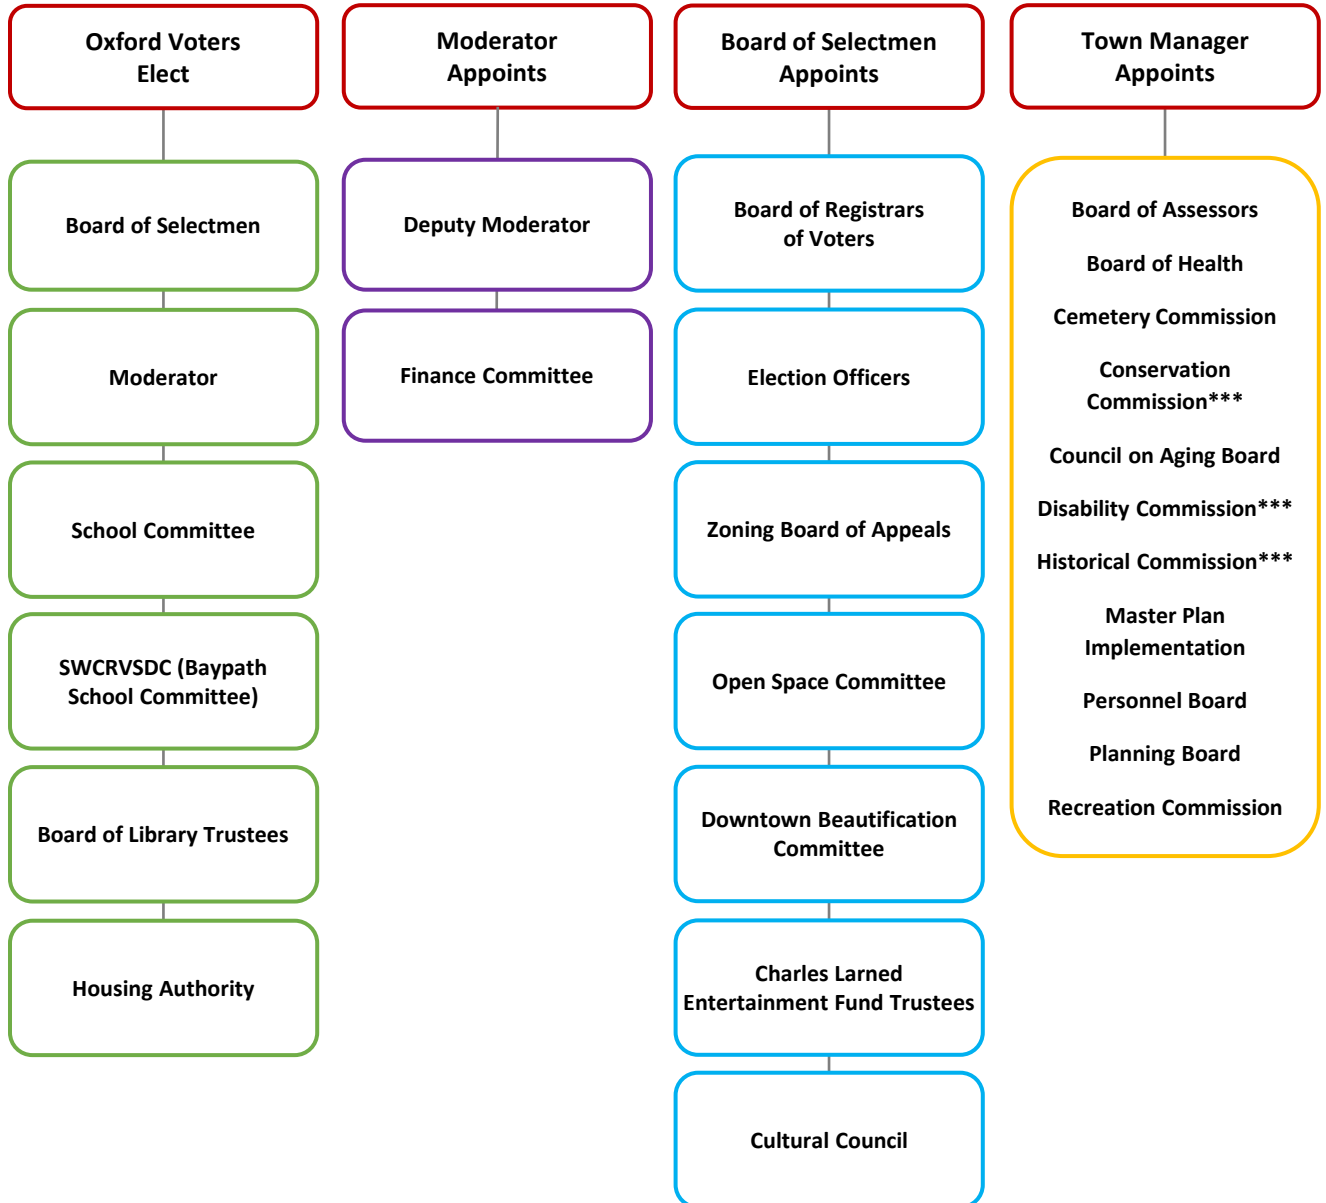 Oxford Voters
Elect
Board of Selectmen
Moderator
School Committee
SWCRVSDC (Baypath
School Committee)
Board of Library Trustees
Housing Authority
Moderator
Appoints
Deputy Moderator
Finance Committee
Board of Selectmen
Appoints
Board of Registrars
of Voters
Election Officers
Zoning Board of Appeals
Open Space Committee
Downtown Beautification
Committee
Charles Larned
Entertainment Fund Trustees
Cultural Council
Town Manager
Appoints
Board of Assessors
Board of Health
Cemetery Commission
Conservation
Commission***
Council on Aging Board
Disability Commission***
Historical Commission***
Master Plan
Implementation
Personnel Board
Planning Board
Recreation Commission